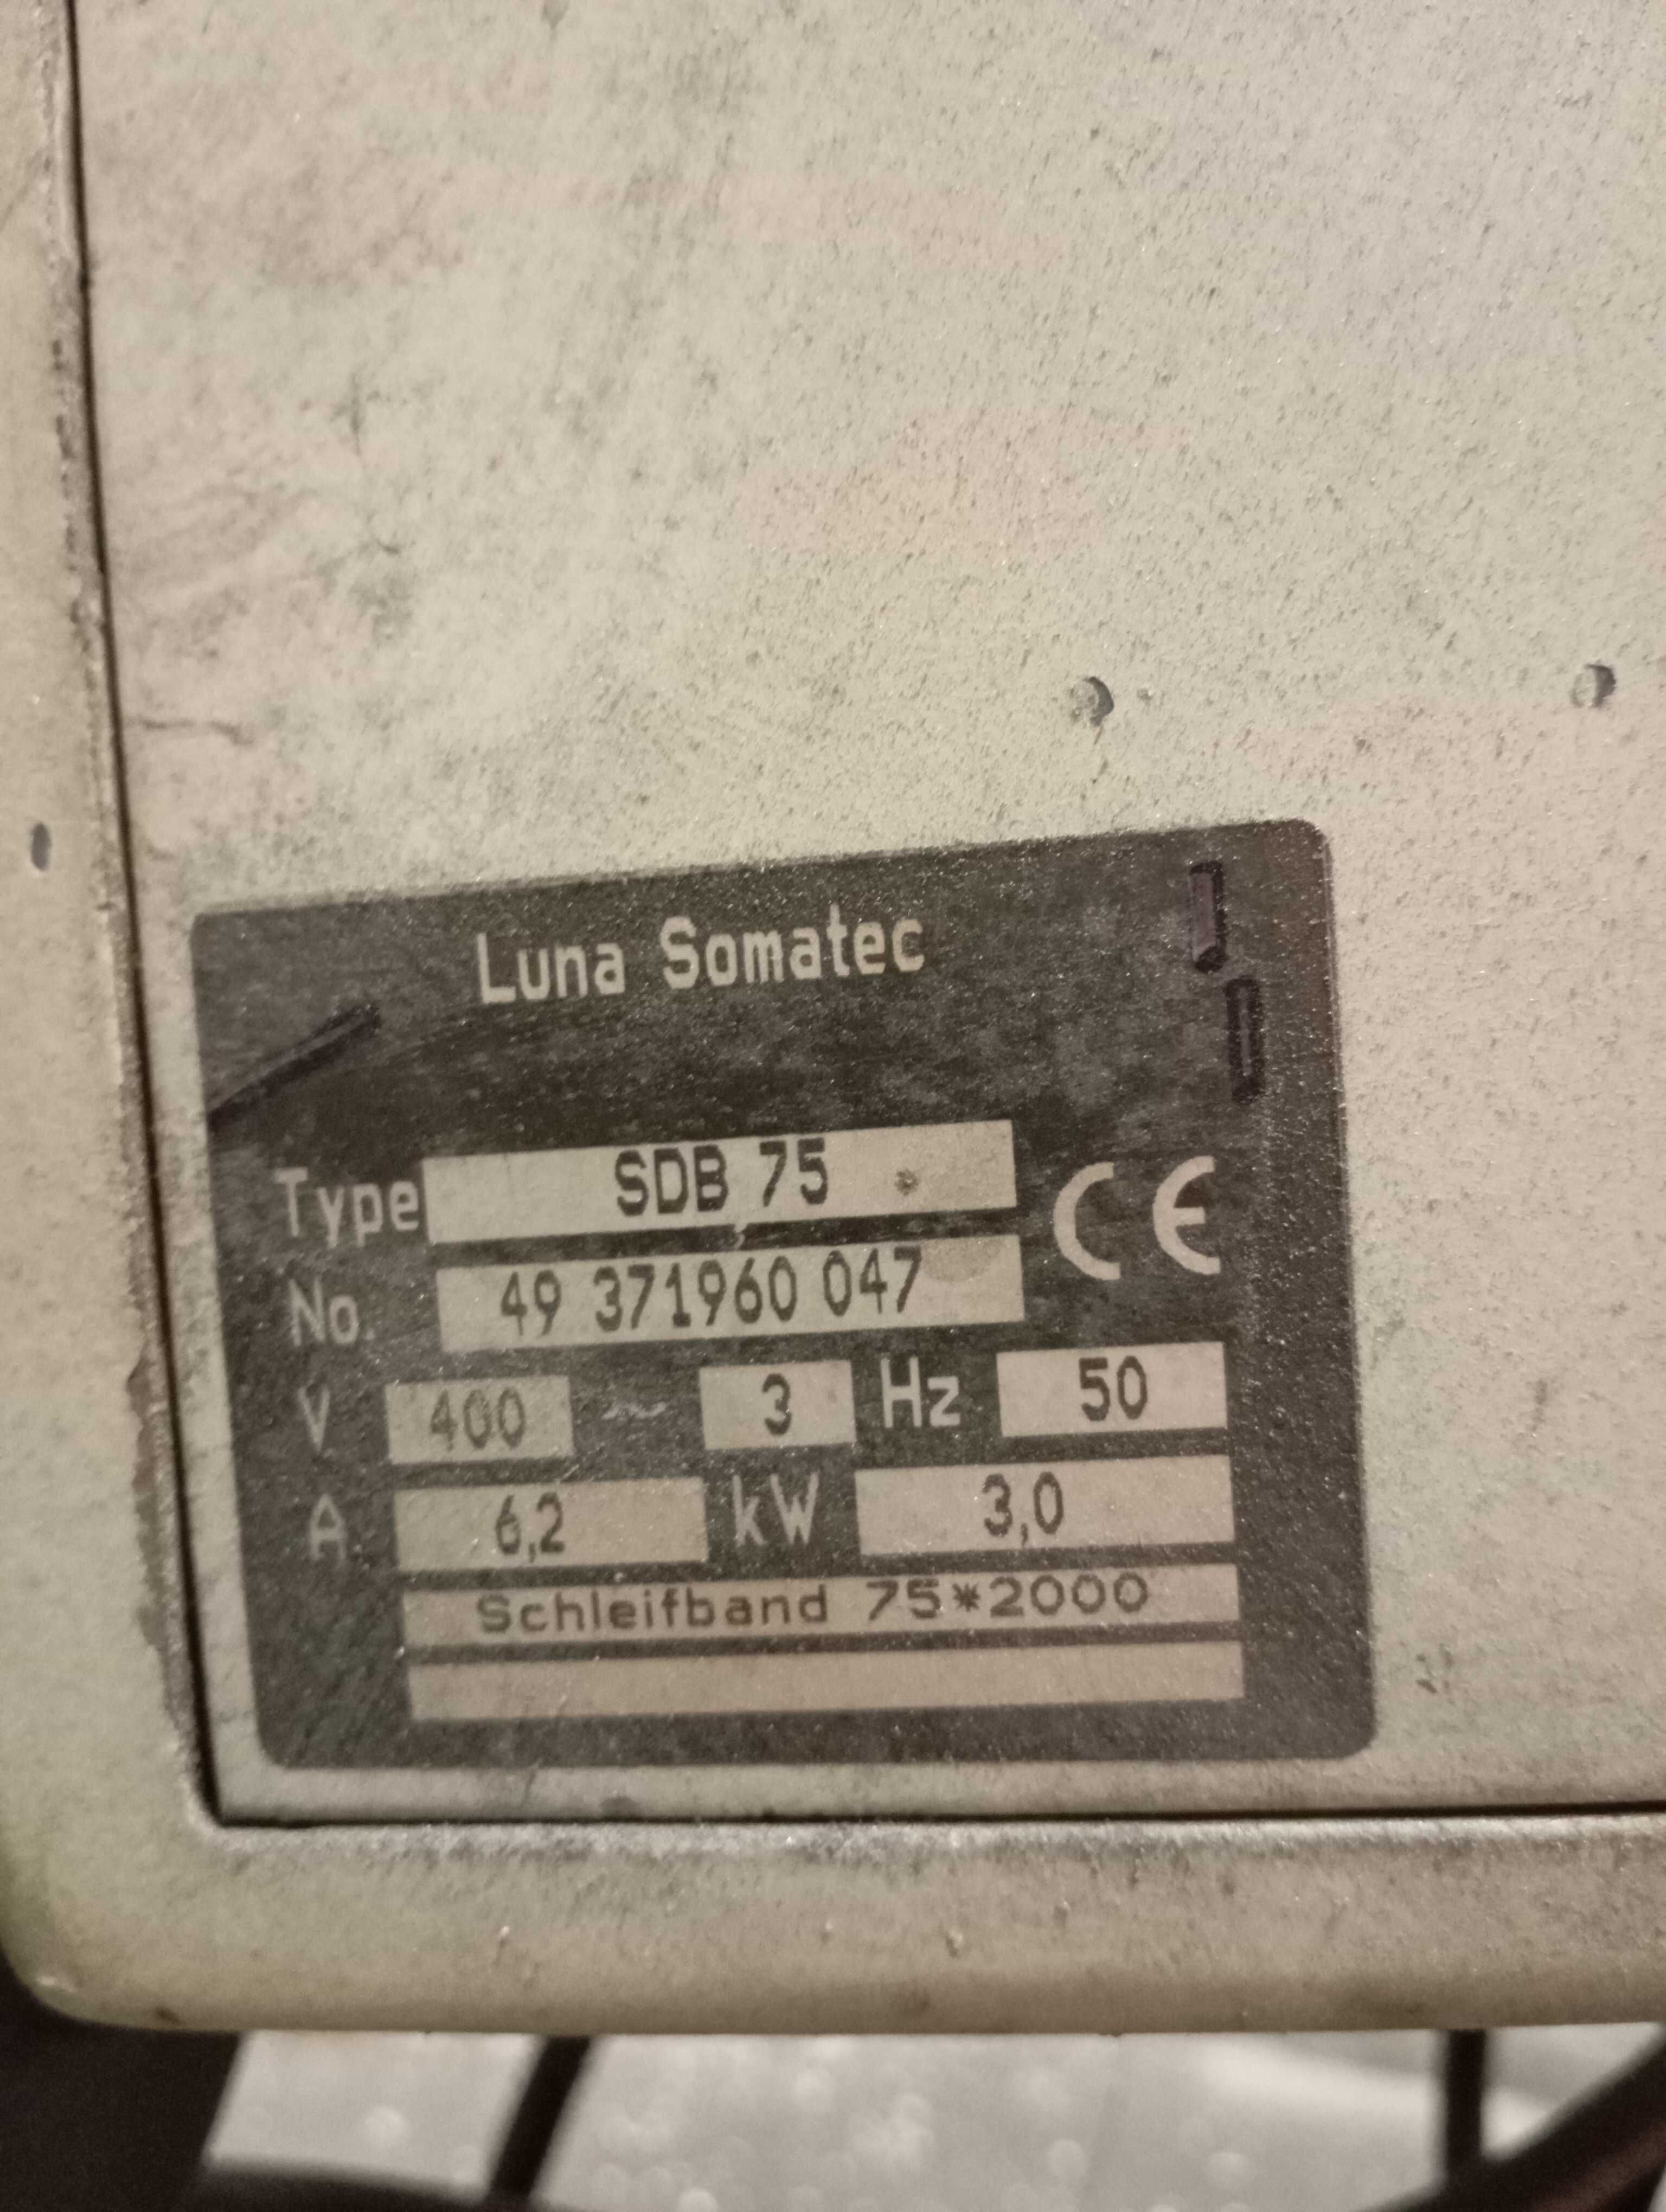 Luna Somatec
Type SDB 75 CE
No. 49 371960 047
V 400 ~ 3 Hz 50
A 6,2 kW 3,0
Schleifband 75*2000